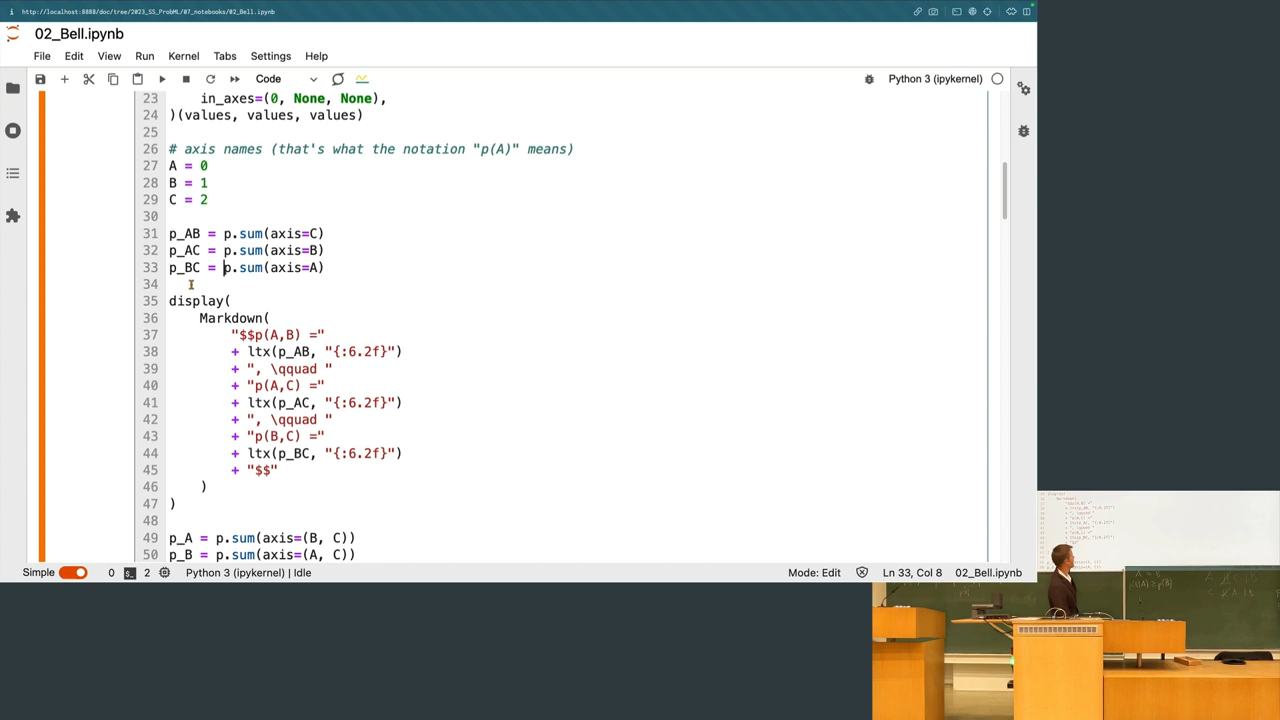 http://localhost:8888/doc/tree/2023_SS_ProbML/07_notebooks/02_Bell.ipynb
02_Bell.ipynb
File Edit View Run Kernel Tabs Settings Help
Code
Python 3 (ipykernel)
23 in_axes=(0, None, None),
24 )(values, values, values)
25
26 # axis names (that's what the notation "p(A)" means)
27 A = 0
28 B = 1
29 C = 2
30
31 p_AB = p.sum(axis=C)
32 p_AC = p.sum(axis=B)
33 p_BC = p.sum(axis=A)
34
35 display(
36 Markdown(
37 "$$p(A,B) ="
38 + ltx(p_AB, "{:6.2f}")
39 + ", \qquad "
40 + "p(A,C) ="
41 + ltx(p_AC, "{:6.2f}")
42 + ", \qquad "
43 + "p(B,C) ="
44 + ltx(p_BC, "{:6.2f}")
45 + "$$"
46 )
47 )
48
49 p_A = p.sum(axis=(B, C))
50 p_B = p.sum(axis=(A, C))
Simple 0 2 Python 3 (ipykernel) | Idle Mode: Edit Ln 33, Col 8 02_Bell.ipynb